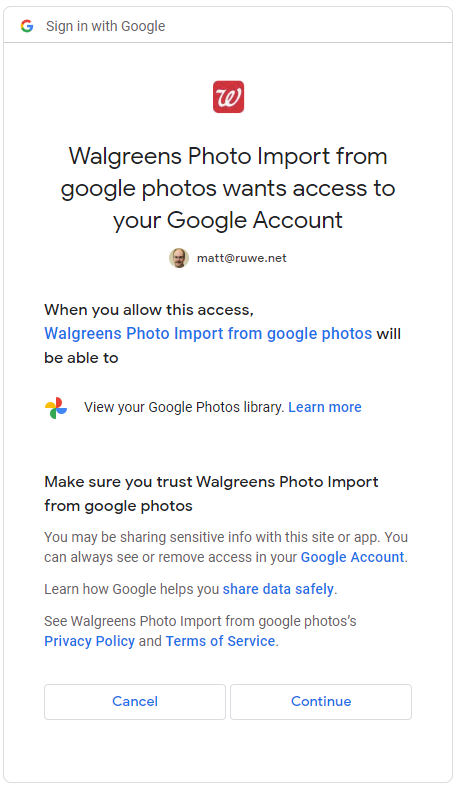 Sign in with Google
Walgreens Photo Import from
google photos wants access to
your Google Account
matt@ruwe.net
When you allow this access,
Walgreens Photo Import from google photos will
be able to
View your Google Photos library. Learn more
Make sure you trust Walgreens Photo Import
from google photos
You may be sharing sensitive info with this site or app. You
can always see or remove access in your Google Account.
Learn how Google helps you share data safely.
See Walgreens Photo Import from google photos's
Privacy Policy and Terms of Service.
Cancel Continue